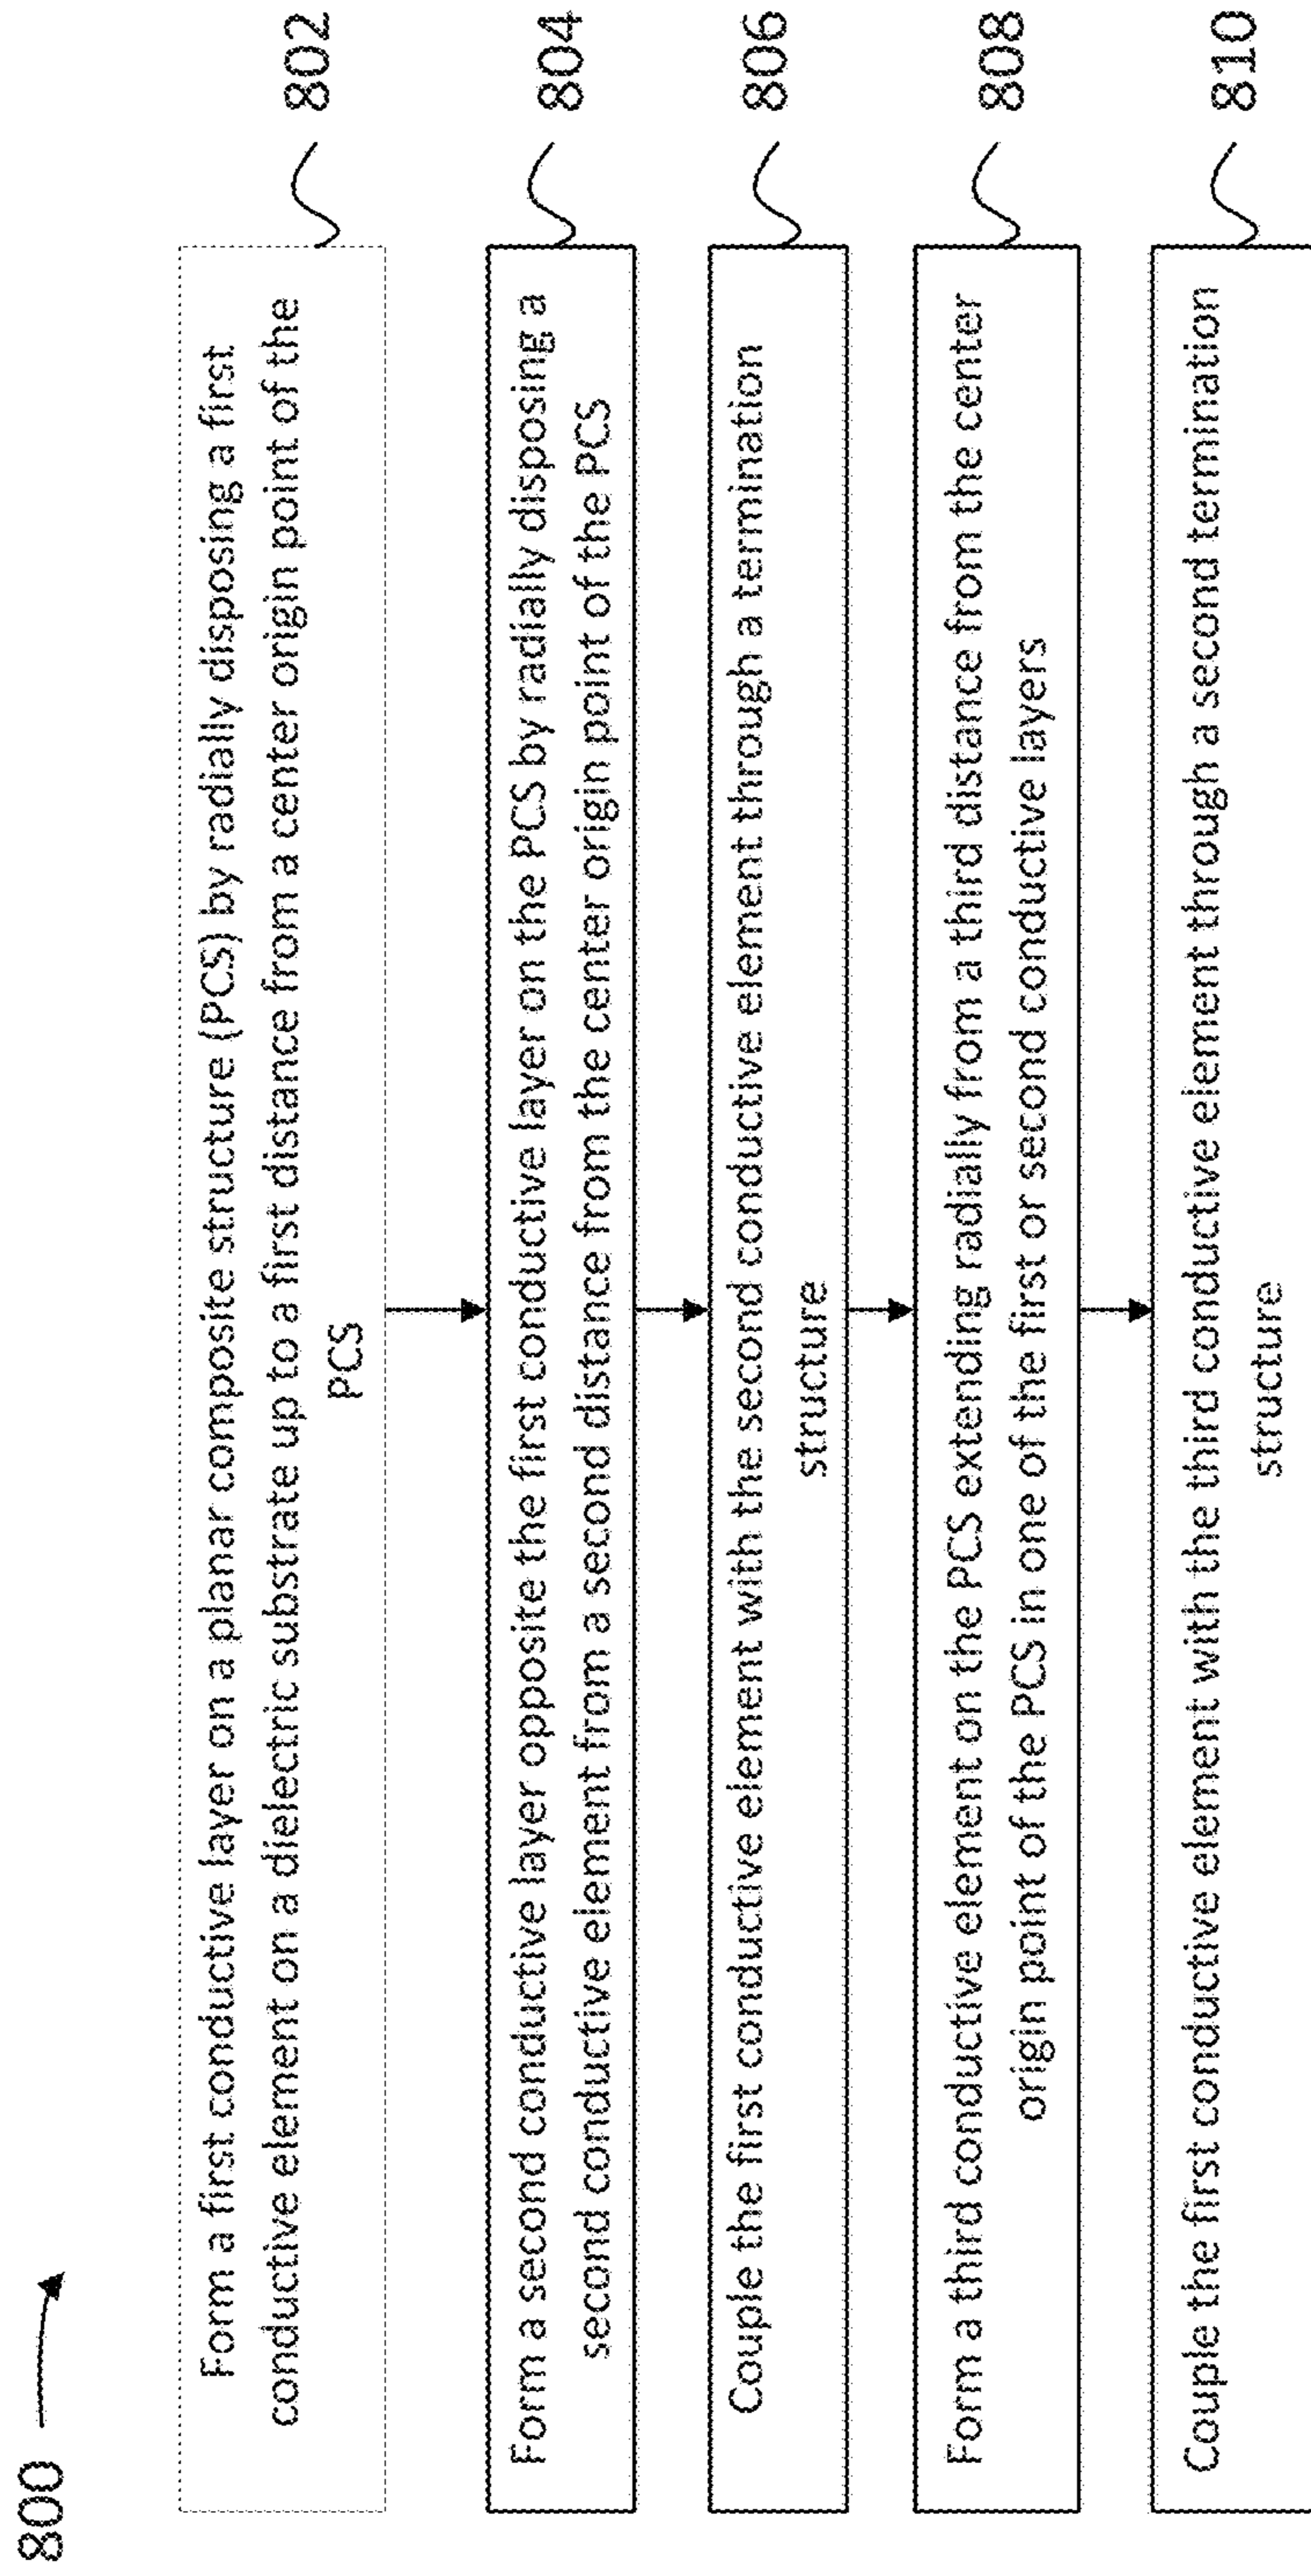 800
Form a first conductive layer on a planar composite structure (PCS) by radially disposing a first
conductive element on a dielectric substrate up to a first distance from a center origin point of the
PCS
802
Form a second conductive layer opposite the first conductive layer on the PCS by radially disposing a
second conductive element from a second distance from the center origin point of the PCS
804
Couple the first conductive element with the second conductive element through a termination
structure
806
Form a third conductive element on the PCS extending radially from a third distance from the center
origin point of the PCS in one of the first or second conductive layers
808
Couple the first conductive element with the third conductive element through a second termination
structure
810